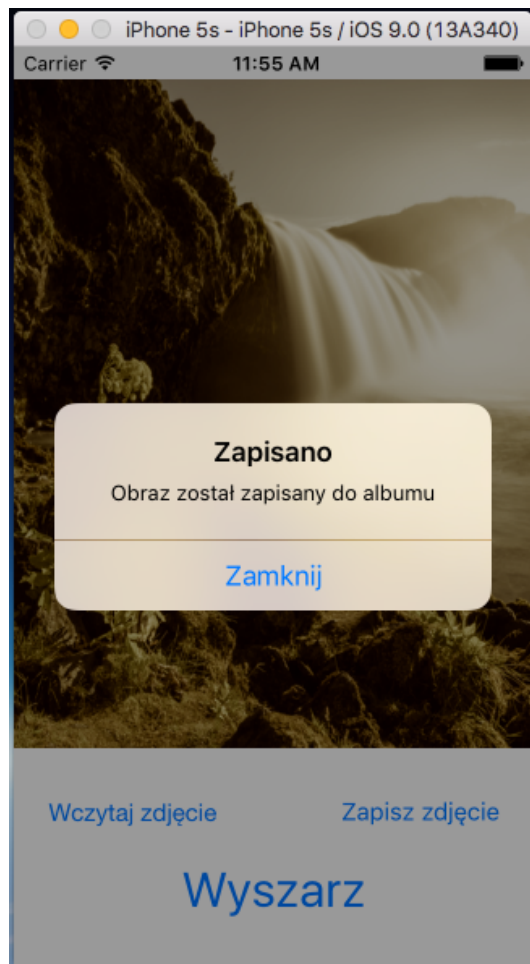 iPhone 5s - iPhone 5s / iOS 9.0 (13A340)
Carrier 11:55 AM
Zapisano
Obraz został zapisany do albumu
Zamknij
Wczytaj zdjęcie Zapisz zdjęcie
Wyszarz